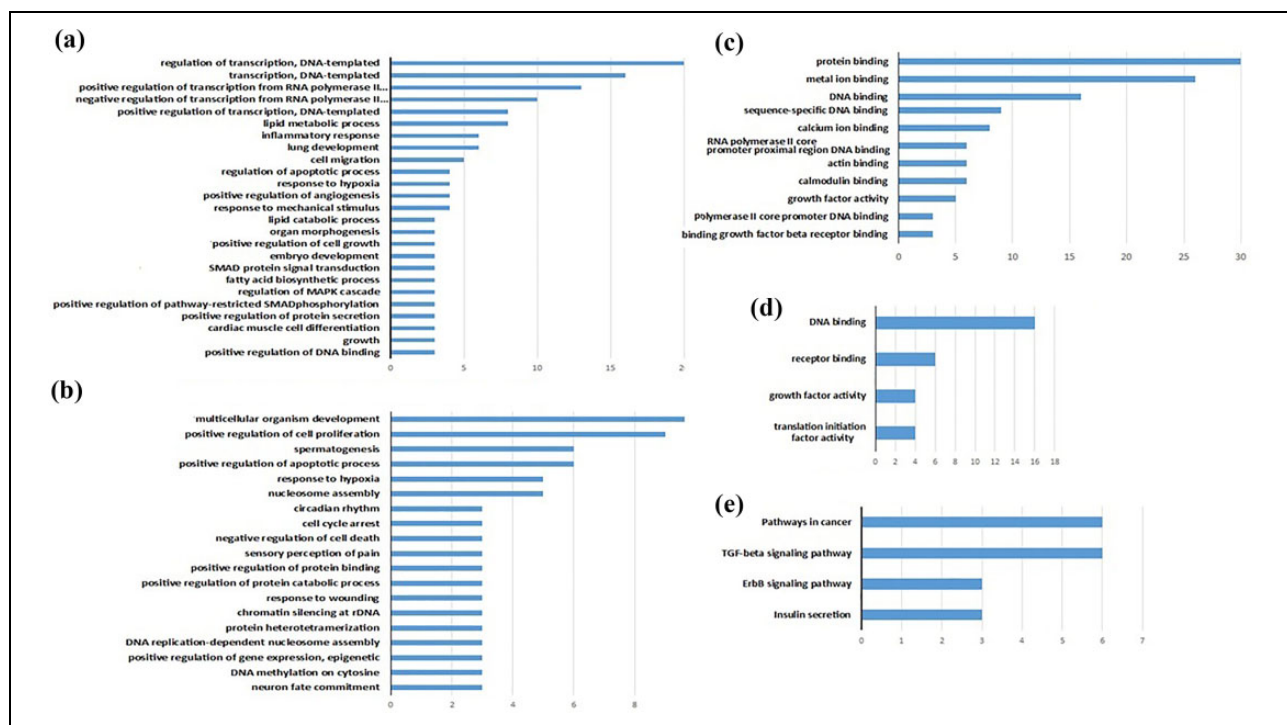 (a)
regulation of transcription, DNA-templated
transcription, DNA-templated
positive regulation of transcription from RNA polymerase II...
negative regulation of transcription from RNA polymerase II...
positive regulation of transcription, DNA-templated
lipid metabolic process
inflammatory response
lung development
cell migration
regulation of apoptotic process
response to hypoxia
positive regulation of angiogenesis
response to mechanical stimulus
lipid catabolic process
organ morphogenesis
positive regulation of cell growth
embryo development
SMAD protein signal transduction
fatty acid biosynthetic process
regulation of MAPK cascade
positive regulation of pathway-restricted SMADphosphorylation
positive regulation of protein secretion
cardiac muscle cell differentiation
growth
positive regulation of DNA binding
0 5 10 15 2
(b)
multicellular organism development
positive regulation of cell proliferation
spermatogenesis
positive regulation of apoptotic process
response to hypoxia
nucleosome assembly
circadian rhythm
cell cycle arrest
negative regulation of cell death
sensory perception of pain
positive regulation of protein binding
positive regulation of protein catabolic process
response to wounding
chromatin silencing at rDNA
protein heterotetramerization
DNA replication-dependent nucleosome assembly
positive regulation of gene expression, epigenetic
DNA methylation on cytosine
neuron fate commitment
0 2 4 6 8
(c)
protein binding
metal ion binding
DNA binding
sequence-specific DNA binding
calcium ion binding
RNA polymerase II core
promoter proximal region DNA binding
actin binding
calmodulin binding
growth factor activity
Polymerase II core promoter DNA binding
binding growth factor beta receptor binding
0 5 10 15 20 25 30
(d)
DNA binding
receptor binding
growth factor activity
translation initiation
factor activity
0 2 4 6 8 10 12 14 16 18
(e)
Pathways in cancer
TGF-beta signaling pathway
ErbB signaling pathway
Insulin secretion
0 1 2 3 4 5 6 7